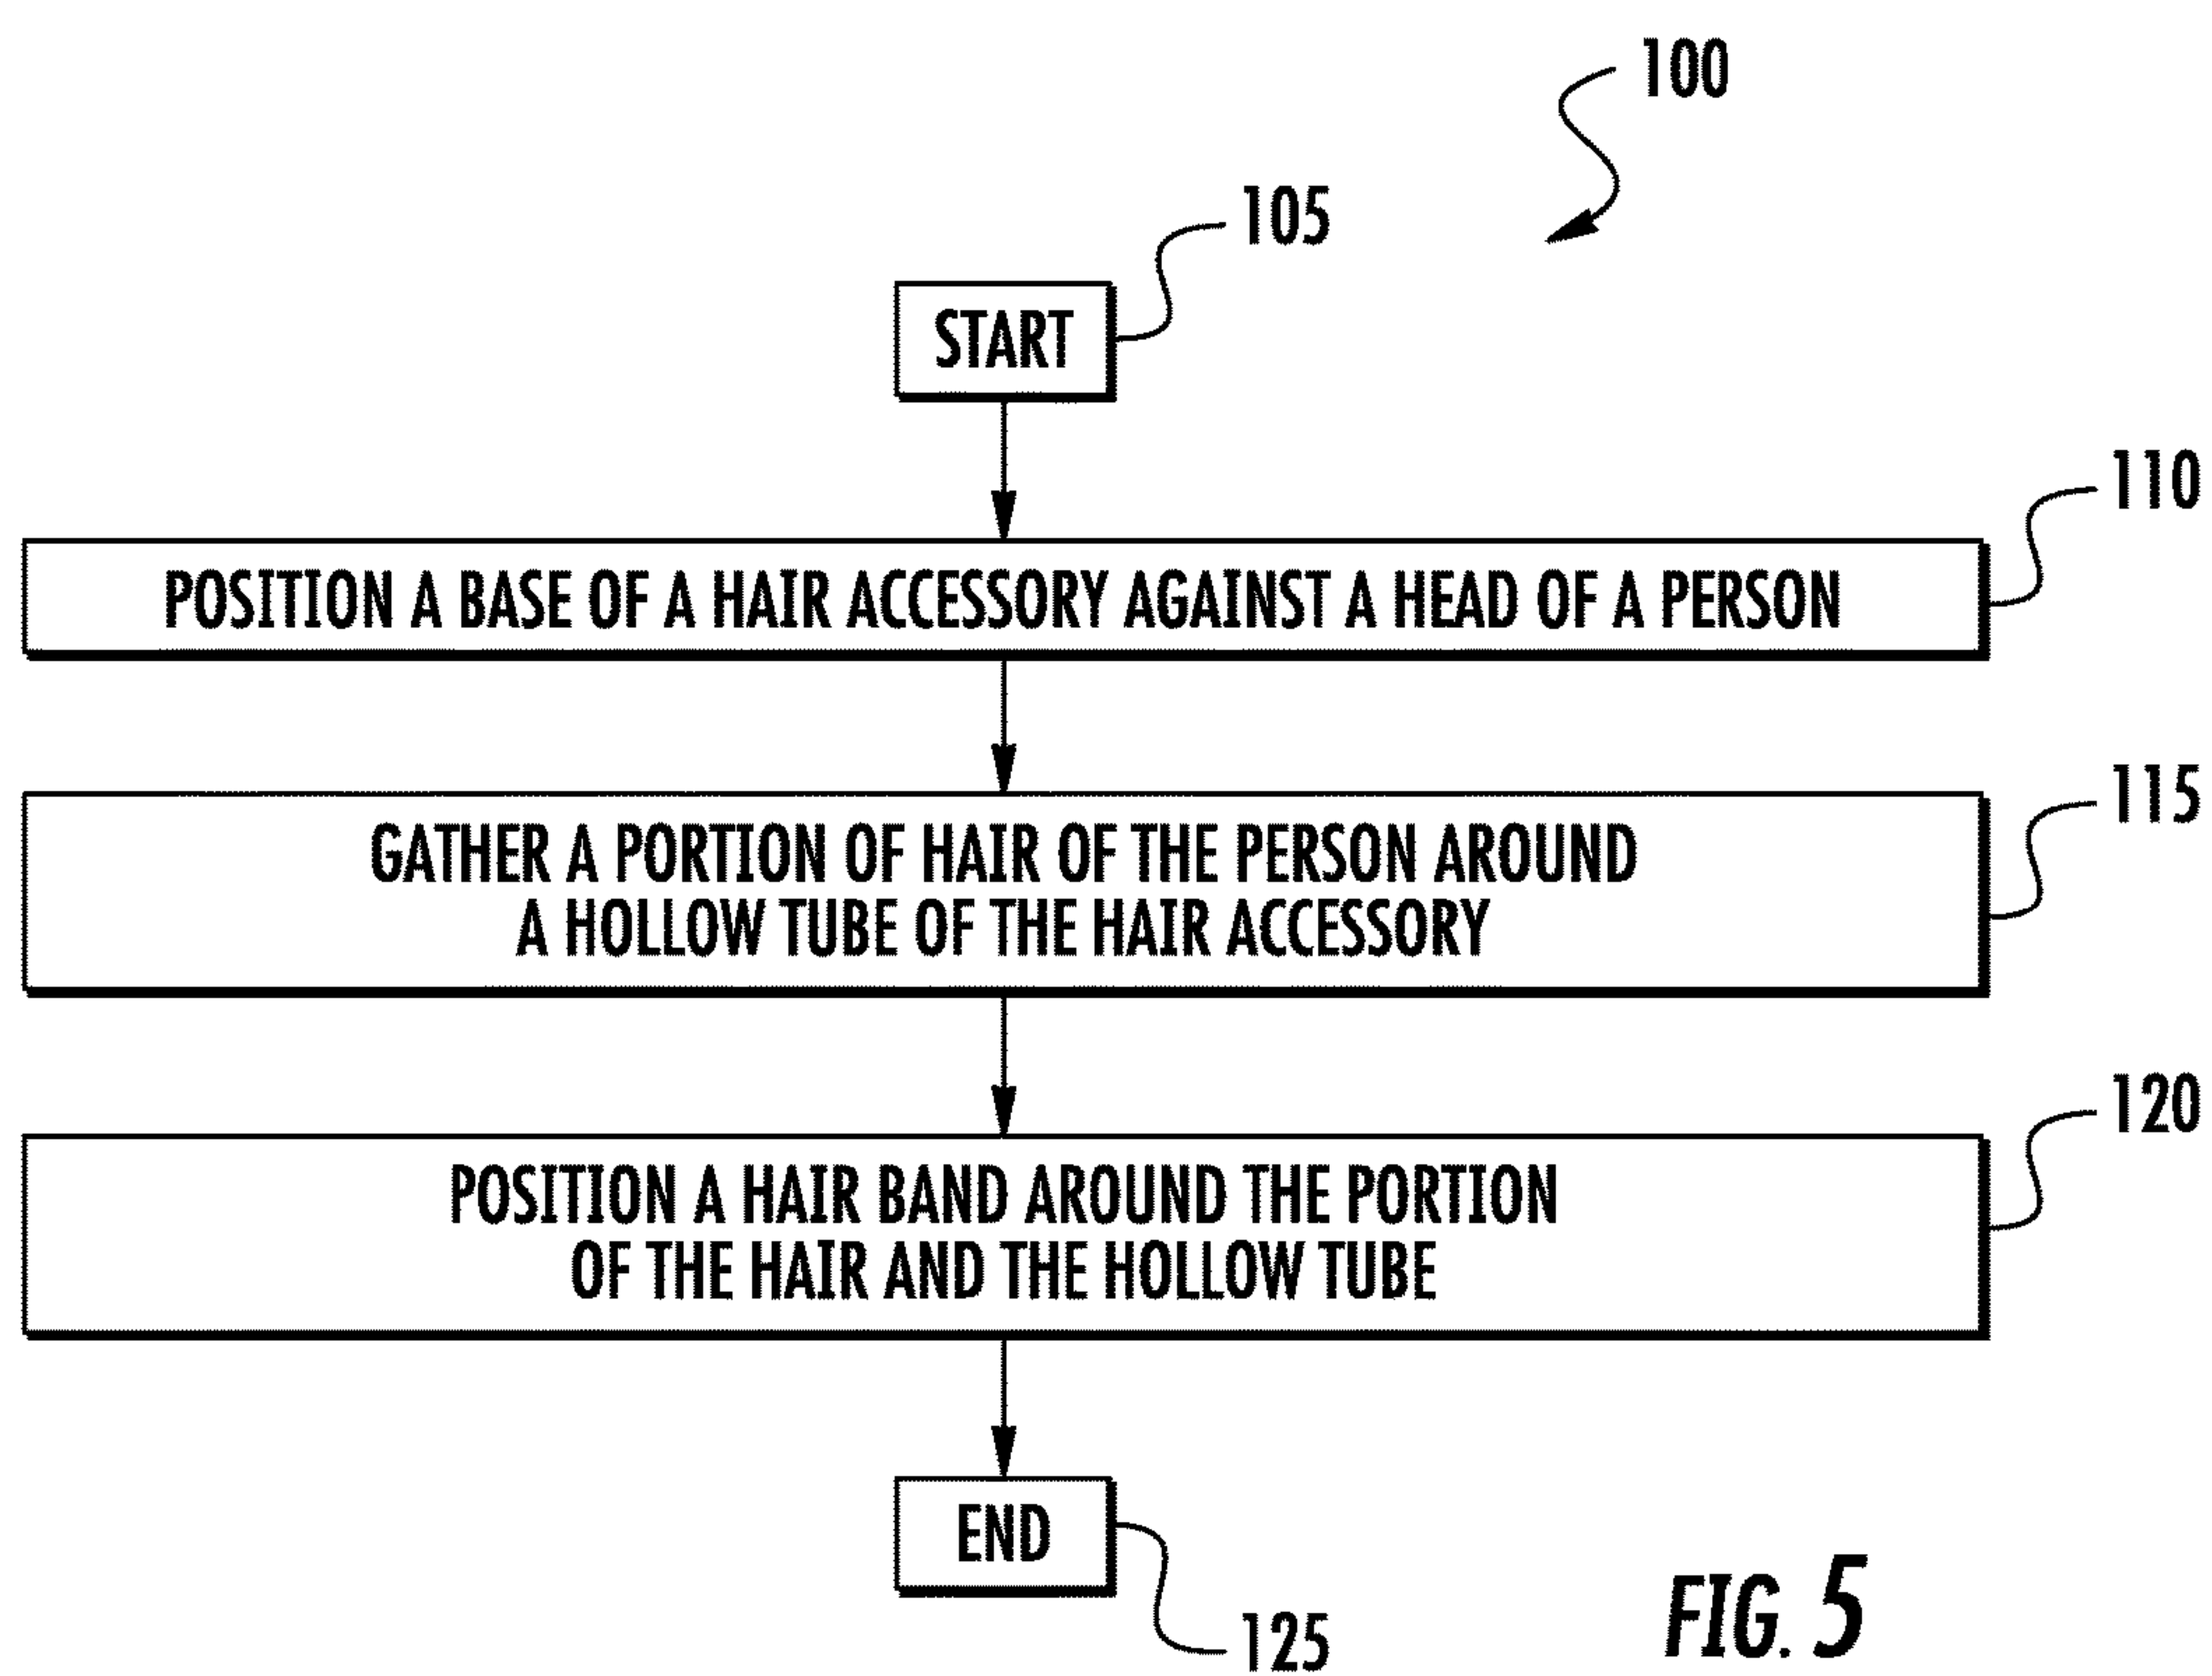 100
105
START
110
POSITION A BASE OF A HAIR ACCESSORY AGAINST A HEAD OF A PERSON
115
GATHER A PORTION OF HAIR OF THE PERSON AROUND
A HOLLOW TUBE OF THE HAIR ACCESSORY
120
POSITION A HAIR BAND AROUND THE PORTION
OF THE HAIR AND THE HOLLOW TUBE
END
125
FIG. 5